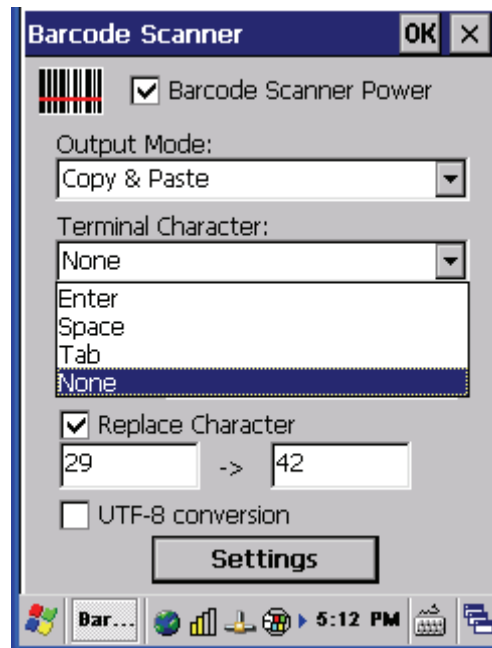 Barcode Scanner OK ×
Barcode Scanner Power
Output Mode:
Copy & Paste
Terminal Character:
None
Enter
Space
Tab
None
Replace Character
29 -> 42
UTF-8 conversion
Settings
Bar... 5:12 PM